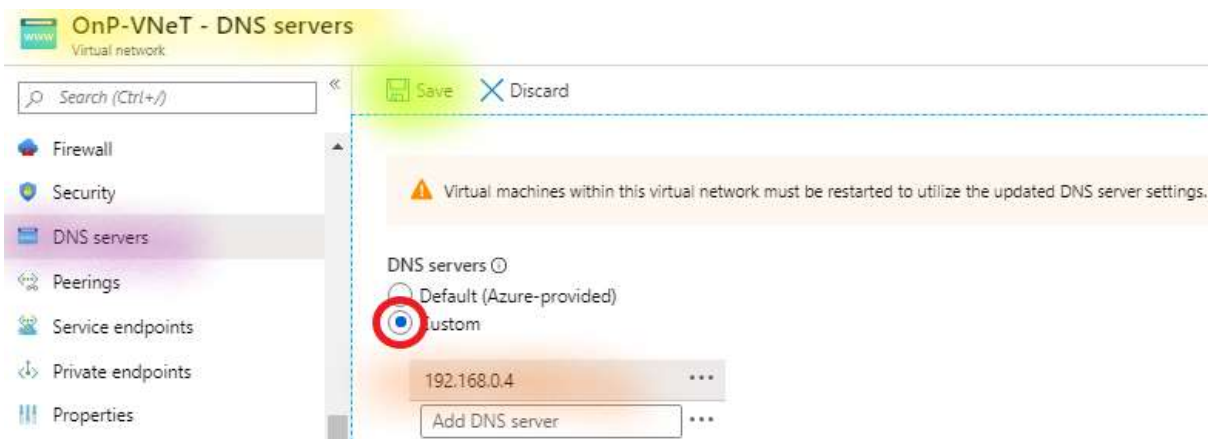 www
OnP-VNeT - DNS servers
Virtual network
Search (Ctrl+/)
«
Save
Discard
Firewall
Security
DNS servers
Peerings
Service endpoints
Private endpoints
Properties
Virtual machines within this virtual network must be restarted to utilize the updated DNS server settings.
DNS servers
Default (Azure-provided)
Custom
192.168.0.4 ...
Add DNS server ...